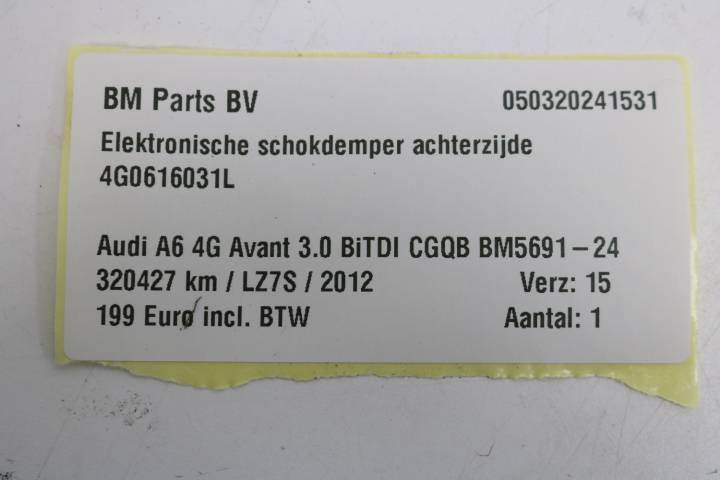 BM Parts BV 050320241531
Elektronische schokdemper achterzijde
4G0616031L
Audi A6 4G Avant 3.0 BiTDI CGQB BM5691-24
320427 km / LZ7S / 2012 Verz: 15
199 Euro incl. BTW Aantal: 1